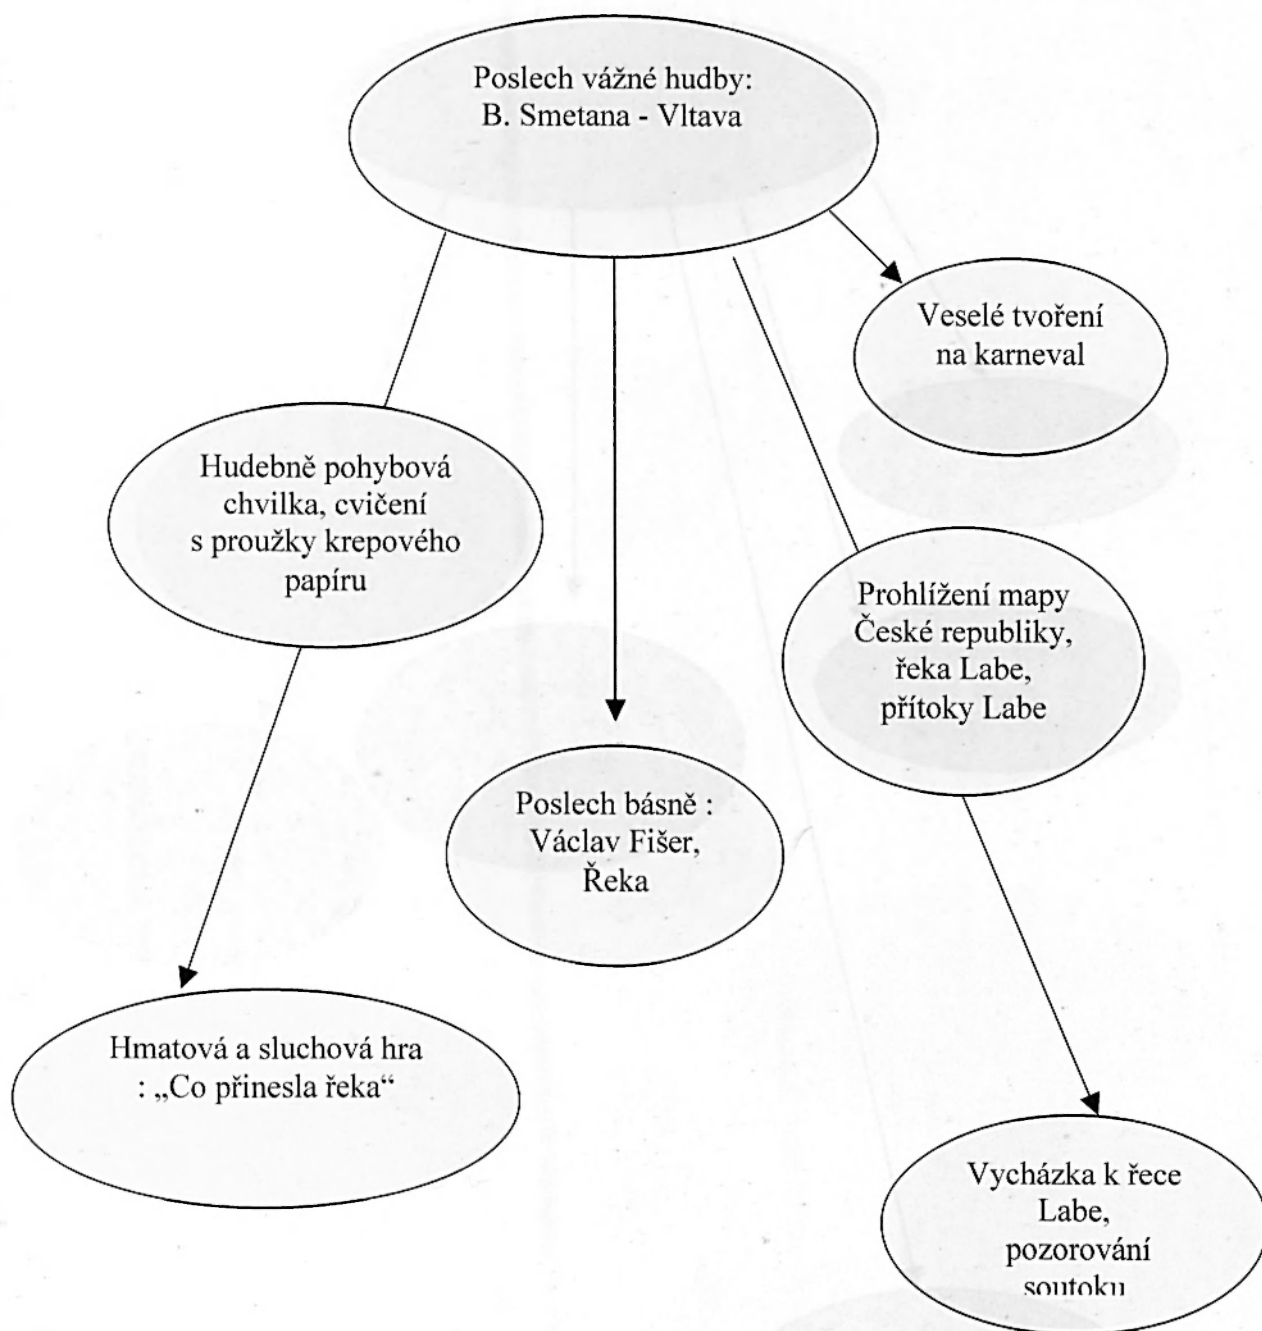 Poslech vážné hudby:
B. Smetana - Vltava
Veselé tvoření
na karneval
Hudebně pohybová
chvilka, cvičení
s proužky krepového
papíru
Prohlížení mapy
České republiky,
řeka Labe,
přítoky Labe
Poslech básně :
Václav Fišer,
Řeka
Hmatová a sluchová hra
: „Co přinesla řeka“
Vycházka k řece
Labe,
pozorování
soutoku